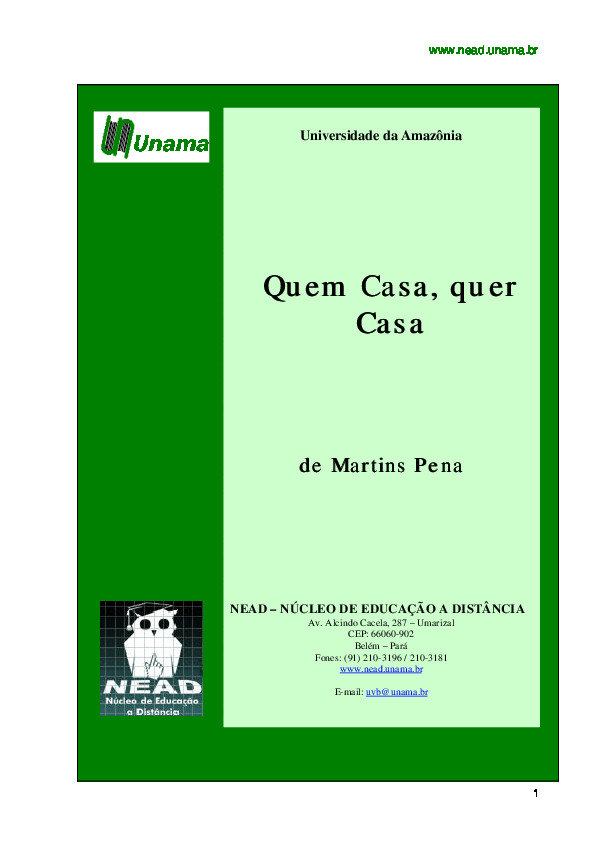 www.nead.unama.br
Unama
Universidade da Amazônia
Quem Casa, quer
Casa
de Martins Pena
NEAD – NÚCLEO DE EDUCAÇÃO A DISTÂNCIA
Av. Alcindo Cacela, 287 – Umarizal
CEP: 66060-902
Belém – Pará
Fones: (91) 210-3196 / 210-3181
www.nead.unama.br
E-mail: uvb@unama.br
NEAD
Núcleo de Educação
a Distância
1